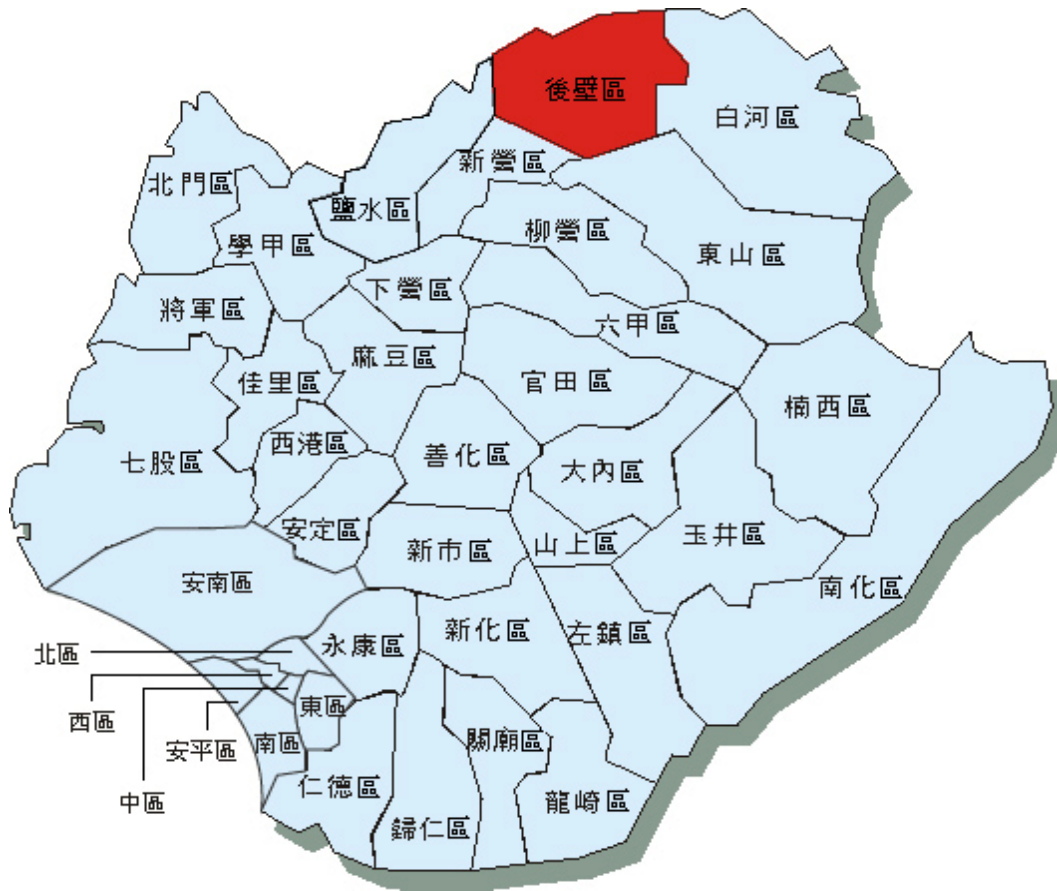 後壁區
白河區
新營區
北門區
鹽水區
柳營區
學甲區
東山區
下營區
將軍區
六甲區
麻豆區
佳里區
官田區
楠西區
西港區
善化區
七股區
大內區
安定區
玉井區
新市區
山上區
安南區
南化區
新化區
左鎮區
永康區
北區
東區
西區
南區
關廟區
安平區
仁德區
龍崎區
中區
歸仁區